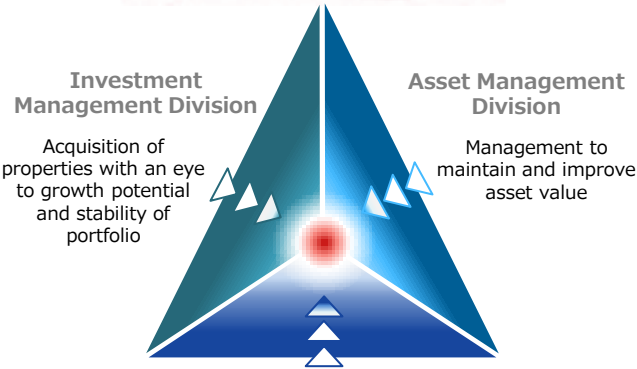 Investment
Management Division
Acquisition of
properties with an eye
to growth potential
and stability of
portfolio
Asset Management
Division
Management to
maintain and improve
asset value